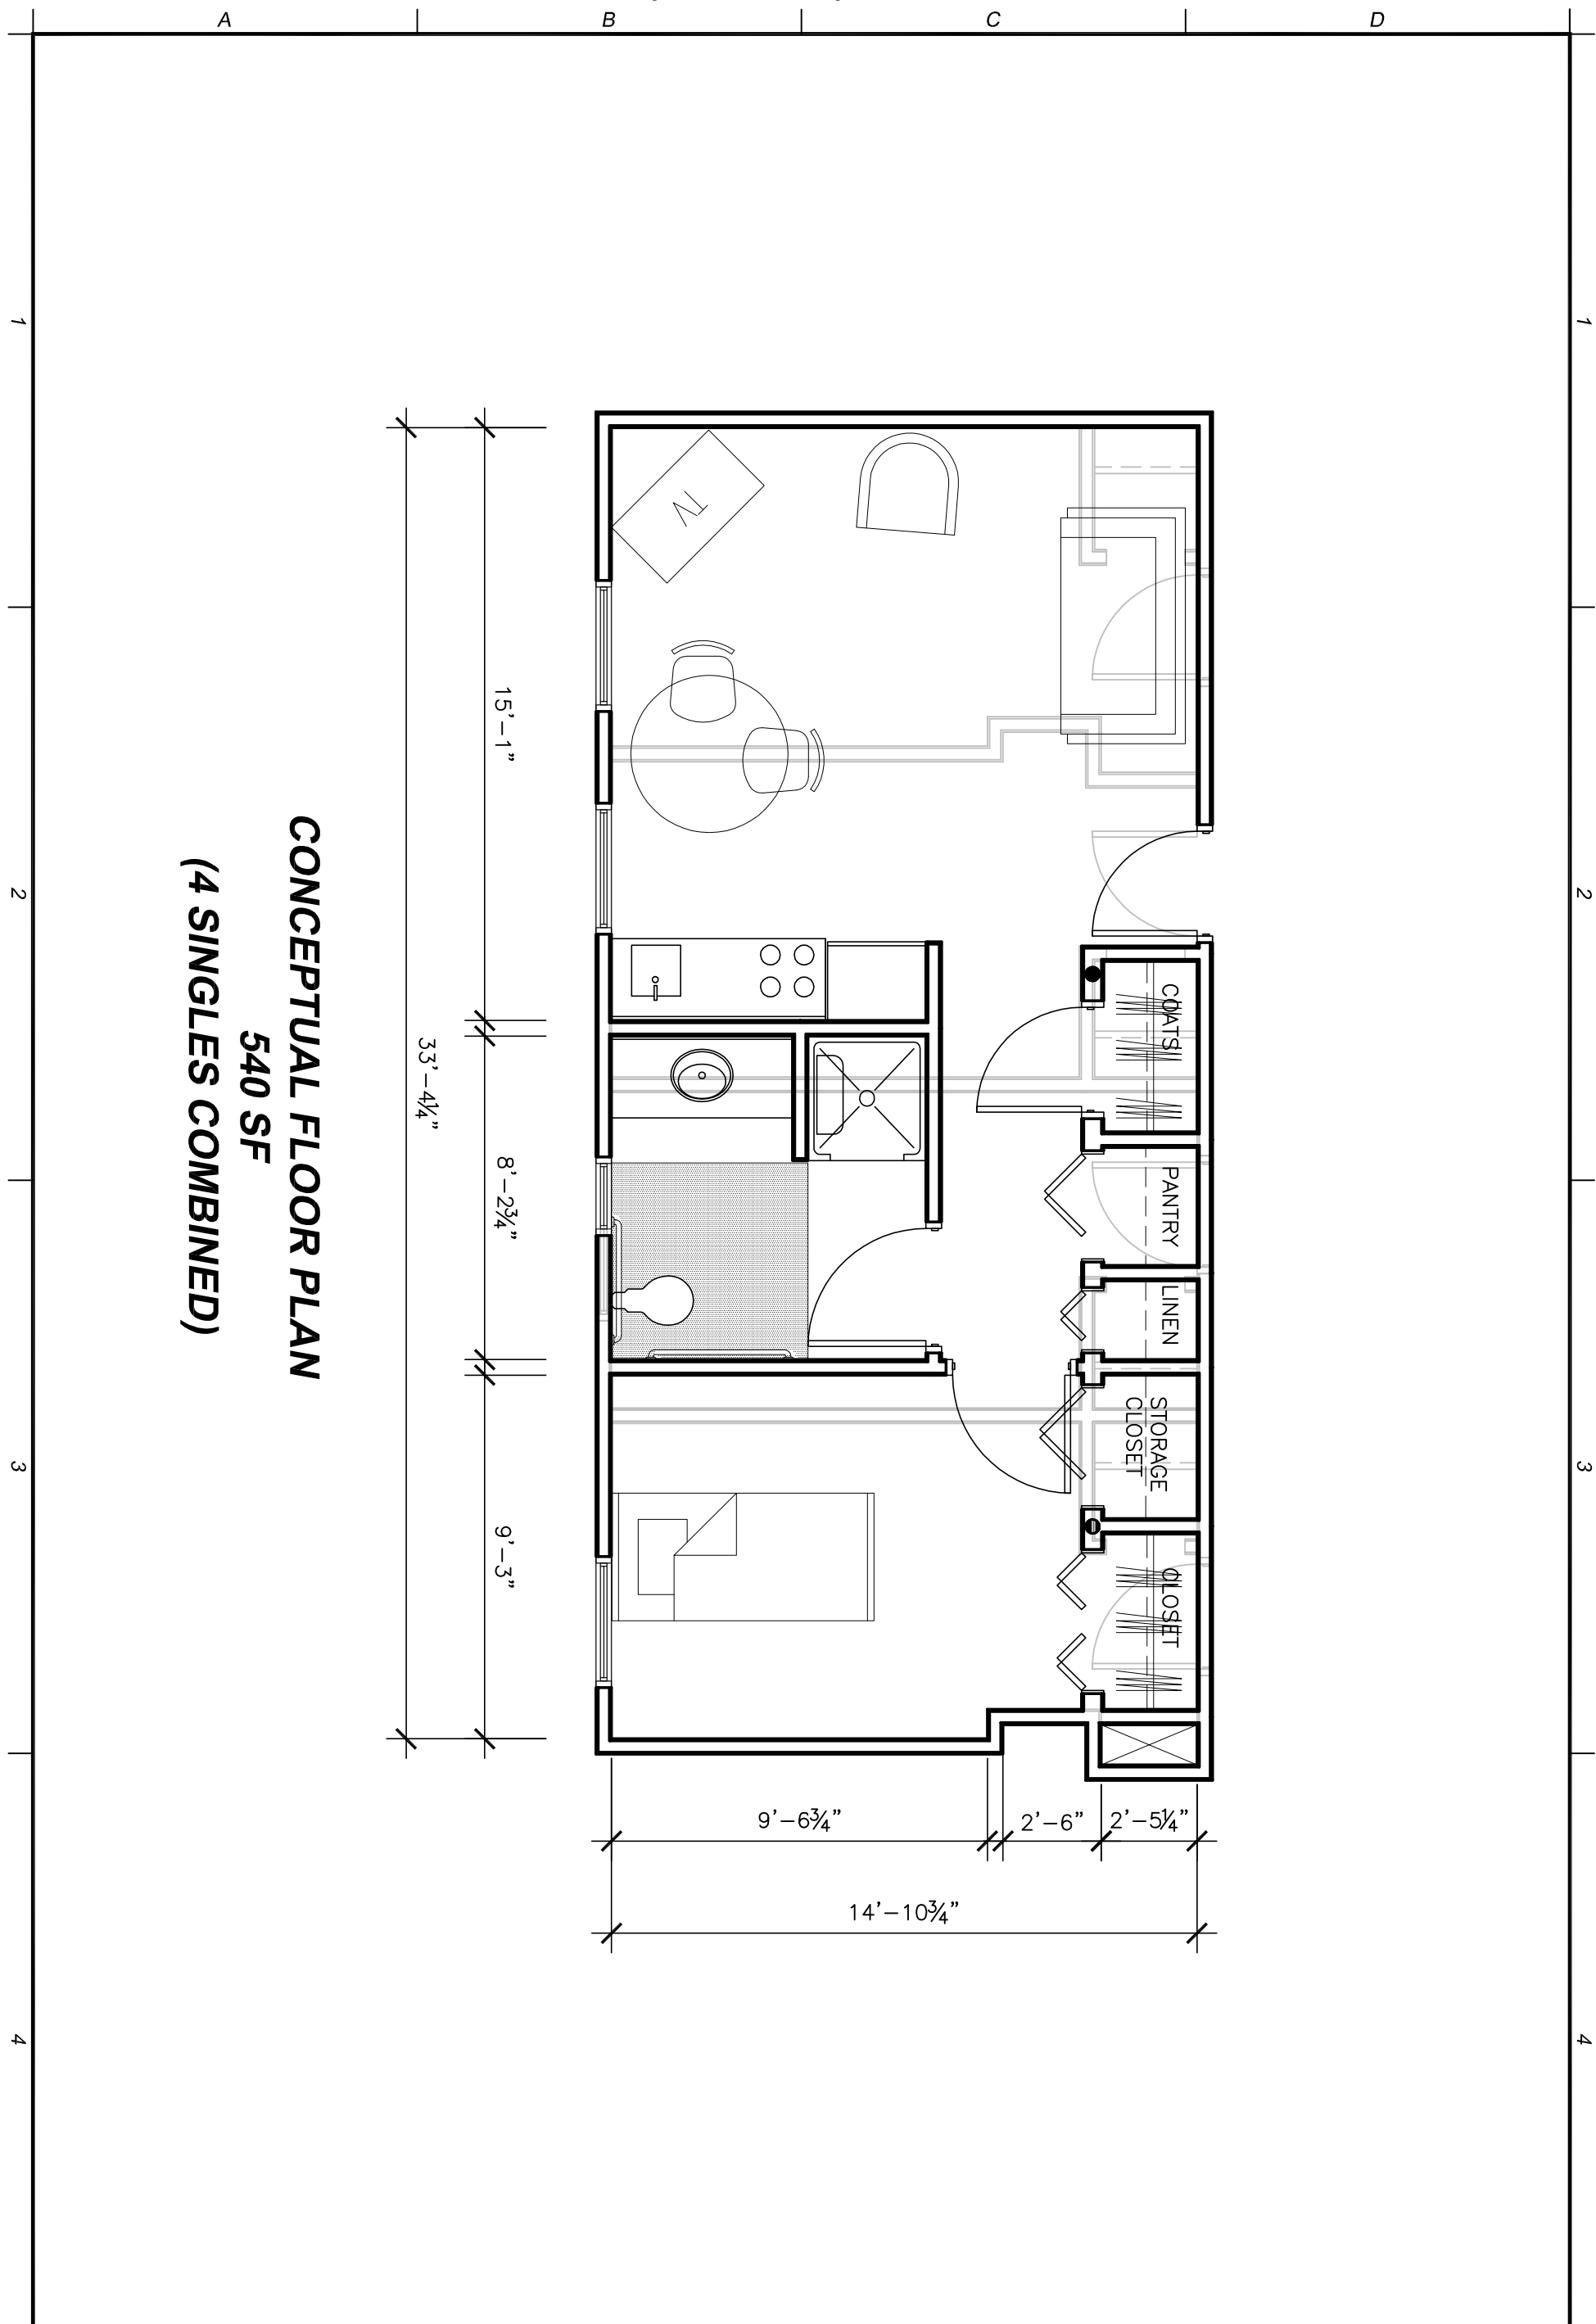 A
B
C
D
1
1
2
2
3
3
4
4
TV
COATS
PANTRY
LINEN
STORAGE
CLOSET
CLOSET
15'-1"
8'-2¾"
9'-3"
33'-4¼"
9'-6¾"
2'-6"
2'-5¼"
14'-10¾"
CONCEPTUAL FLOOR PLAN
540 SF
(4 SINGLES COMBINED)